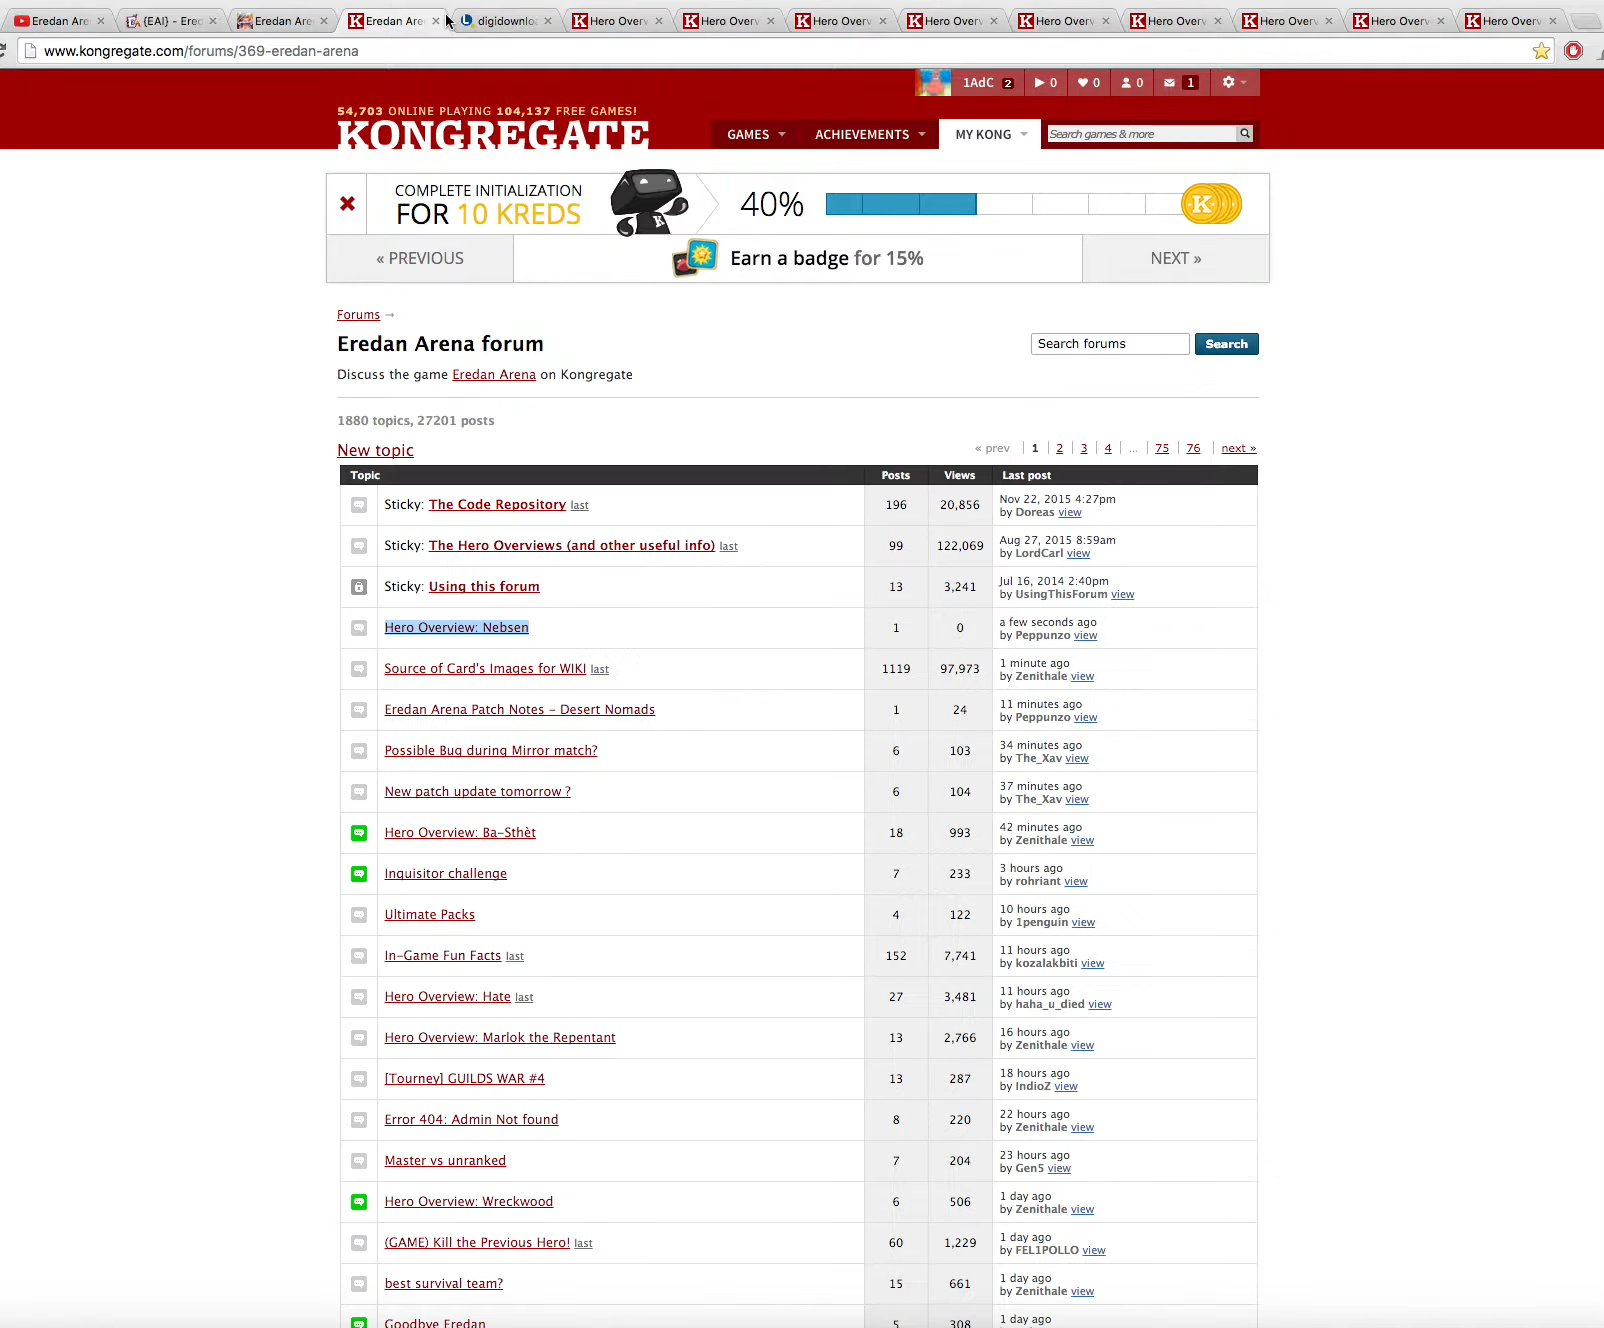 Eredan Are
{EAI} - Ered
Eredan Are
Eredan Are
digidownlo
Hero Over
Hero Over
Hero Over
Hero Over
Hero Over
Hero Over
Hero Over
Hero Over
Hero Over
www.kongregate.com/forums/369-eredan-arena
1AdC 2 0 0 0 1
54,703 ONLINE PLAYING 104,137 FREE GAMES!
KONGREGATE
GAMES ACHIEVEMENTS MY KONG Search games & more
COMPLETE INITIALIZATION
FOR 10 KREDS
40%
« PREVIOUS Earn a badge for 15% NEXT »
Forums →
Eredan Arena forum Search forums Search
Discuss the game Eredan Arena on Kongregate
1880 topics, 27201 posts
New topic « prev 1 2 3 4 ... 75 76 next »
Topic Posts Views Last post
Sticky: The Code Repository last 196 20,856 Nov 22, 2015 4:27pm
by Doreas view
Sticky: The Hero Overviews (and other useful info) last 99 122,069 Aug 27, 2015 8:59am
by LordCarl view
Sticky: Using this forum 13 3,241 Jul 16, 2014 2:40pm
by UsingThisForum view
Hero Overview: Nebsen 1 0 a few seconds ago
by Peppunzo view
Source of Card's Images for WIKI last 1119 97,973 1 minute ago
by Zenithale view
Eredan Arena Patch Notes - Desert Nomads 1 24 11 minutes ago
by Peppunzo view
Possible Bug during Mirror match? 6 103 34 minutes ago
by The_Xav view
New patch update tomorrow ? 6 104 37 minutes ago
by The_Xav view
Hero Overview: Ba-Sthèt 18 993 42 minutes ago
by Zenithale view
Inquisitor challenge 7 233 3 hours ago
by rohriant view
Ultimate Packs 4 122 10 hours ago
by 1penguin view
In-Game Fun Facts last 152 7,741 11 hours ago
by kozalakbiti view
Hero Overview: Hate last 27 3,481 11 hours ago
by haha_u_died view
Hero Overview: Marlok the Repentant 13 2,766 16 hours ago
by Zenithale view
[Tourney] GUILDS WAR #4 13 287 18 hours ago
by IndioZ view
Error 404: Admin Not found 8 220 22 hours ago
by Zenithale view
Master vs unranked 7 204 23 hours ago
by Gen5 view
Hero Overview: Wreckwood 6 506 1 day ago
by Zenithale view
(GAME) Kill the Previous Hero! last 60 1,229 1 day ago
by FEL1POLLO view
best survival team? 15 661 1 day ago
by Zenithale view
Goodbye Eredan 5 308 1 day ago